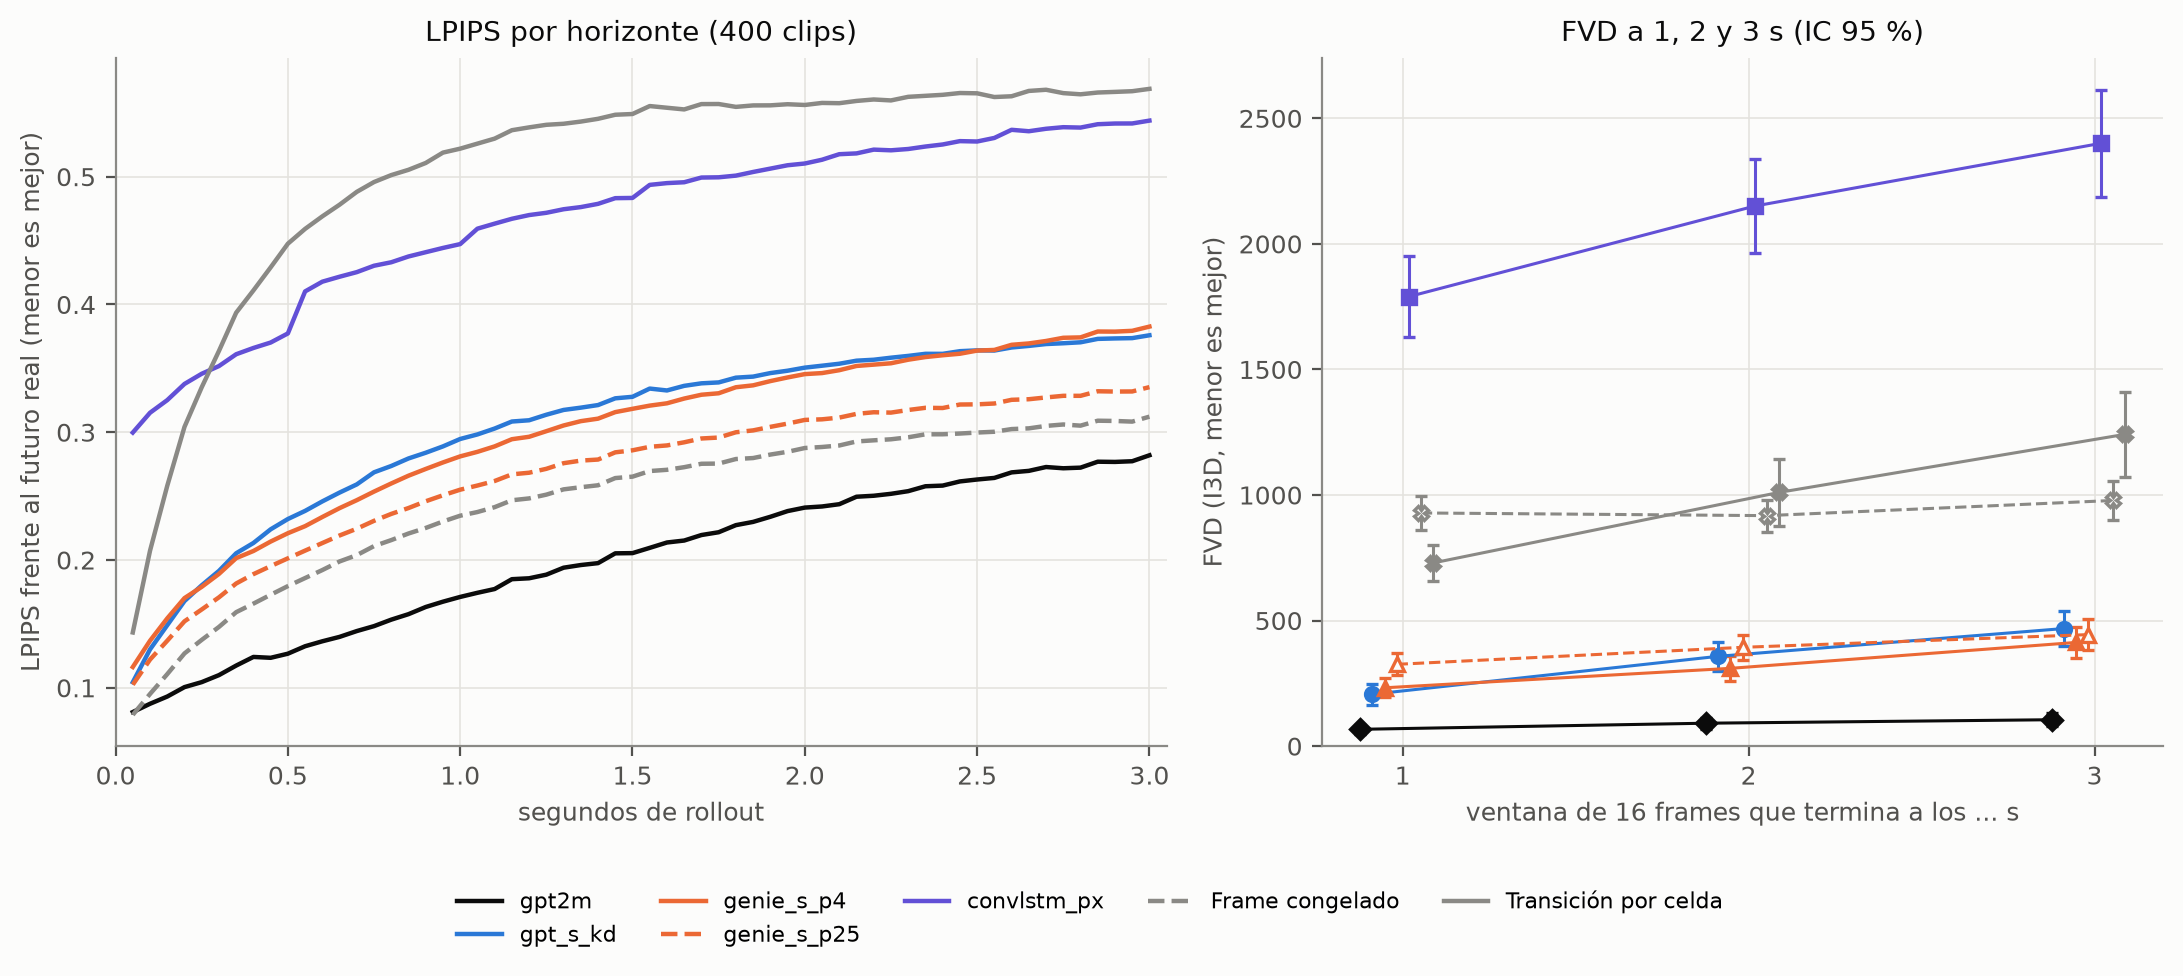 LPIPS por horizonte (400 clips)
LPIPS frente al futuro real (menor es mejor)
0.5
0.4
0.3
0.2
0.1
0.0 0.5 1.0 1.5 2.0 2.5 3.0
segundos de rollout
FVD a 1, 2 y 3 s (IC 95 %)
FVD (I3D, menor es mejor)
2500
2000
1500
1000
500
0
1 2 3
ventana de 16 frames que termina a los ... s
gpt2m genie_s_p4 convlstm_px Frame congelado Transición por celda
gpt_s_kd genie_s_p25